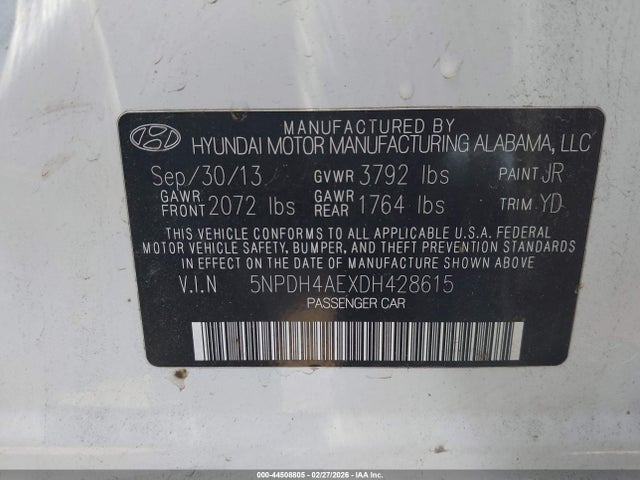 MANUFACTURED BY
HYUNDAI MOTOR MANUFACTURING ALABAMA, LLC
Sep/30/13 GVWR 3792 lbs PAINT JR
GAWR FRONT 2072 lbs GAWR REAR 1764 lbs TRIM YD
THIS VEHICLE CONFORMS TO ALL APPLICABLE U.S.A. FEDERAL
MOTOR VEHICLE SAFETY, BUMPER, AND THEFT PREVENTION STANDARDS
IN EFFECT ON THE DATE OF MANUFACTURE SHOWN ABOVE
V.I.N 5NPDH4AEXDH428615
PASSENGER CAR
000-44508805 - 02/27/2026 - IAAI.COM